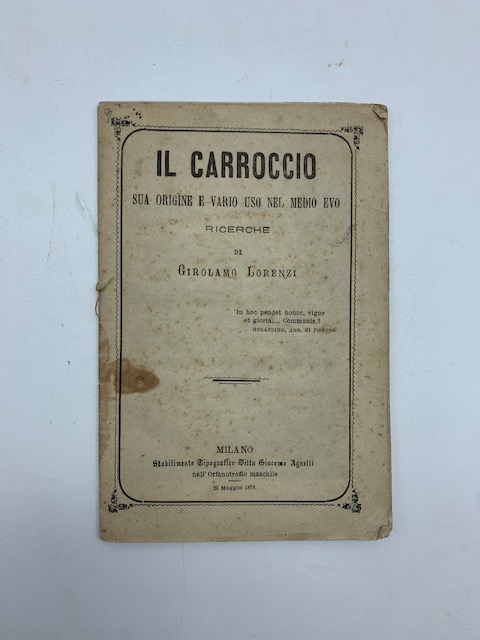 IL CARROCCIO
SUA ORIGINE E VARIO USO NEL MEDIO EVO
RICERCHE
DI
GIROLAMO LORENZI
In hoc pendet honor, vigor
et gloria.... Communis.
ROLANDINO, ANN. di
MILANO
Stabilimento Tipografico Ditta Giacomo Agnelli
nell'Orfanotrofio maschile
Maggio